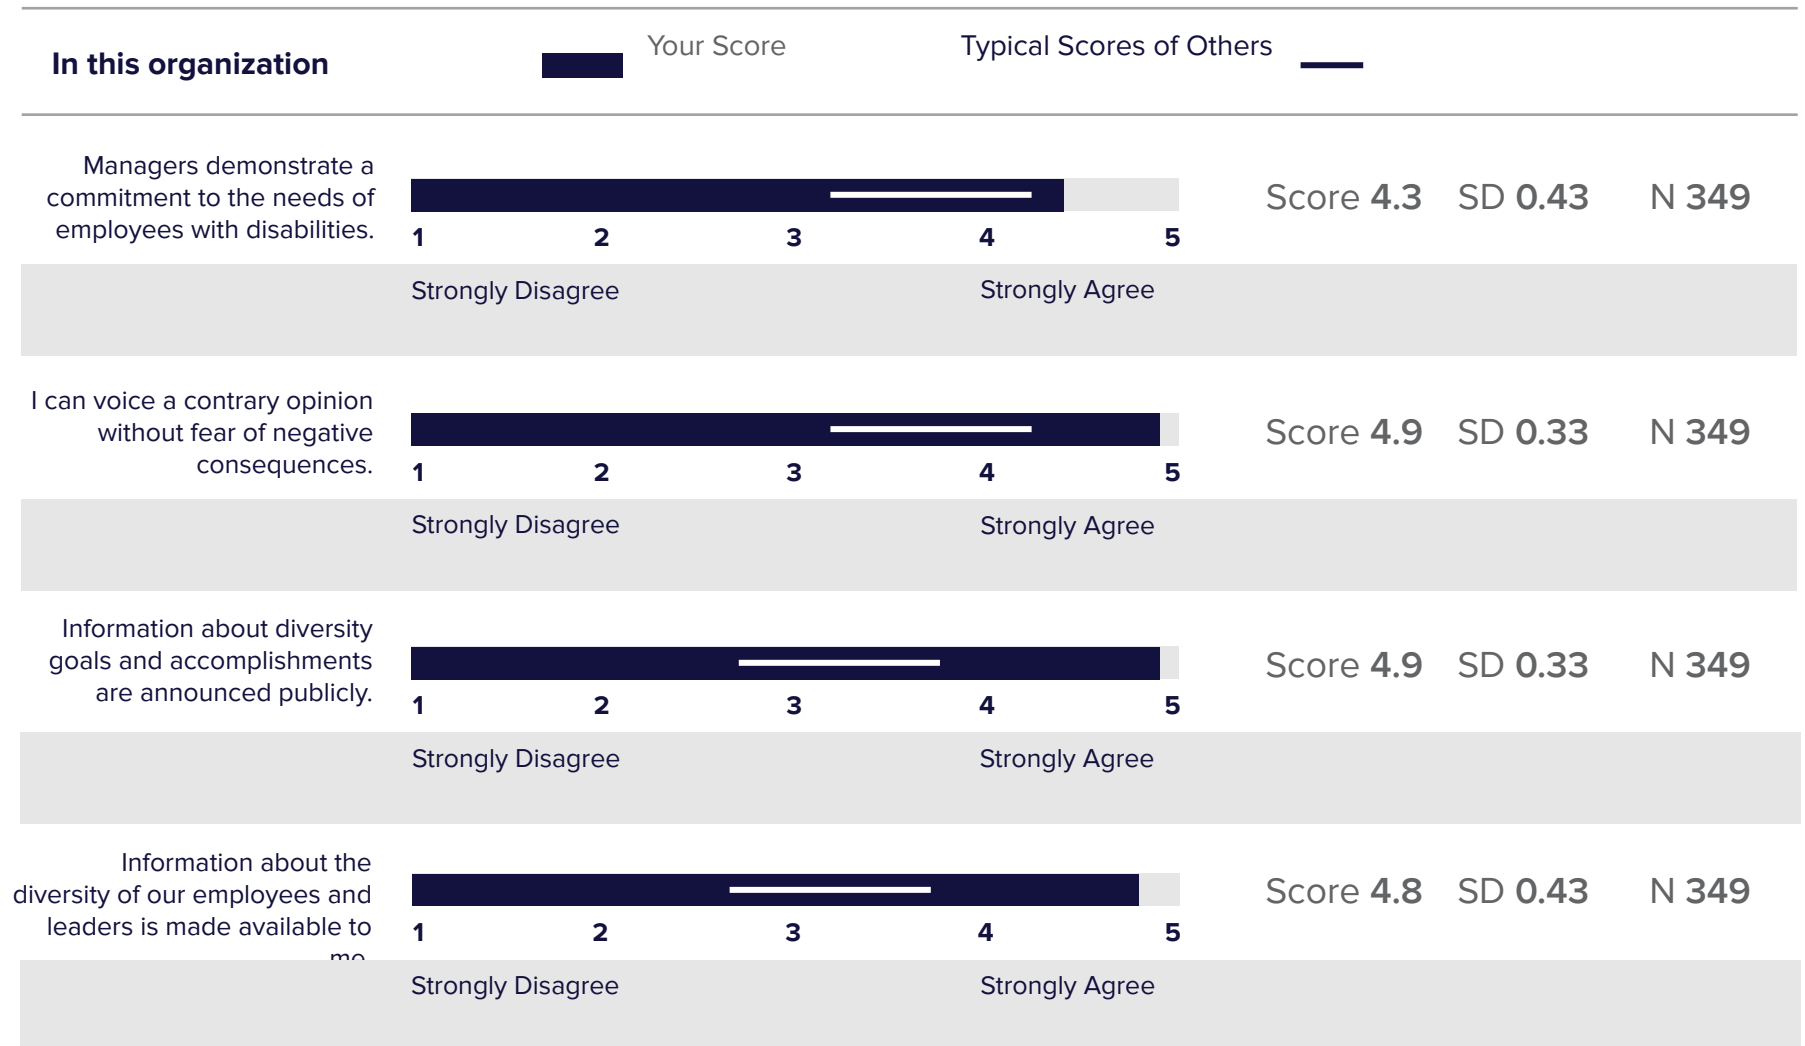 In this organization
Your Score
Typical Scores of Others
Managers demonstrate a
commitment to the needs of
employees with disabilities.
1 2 3 4 5
Score 4.3 SD 0.43 N 349
Strongly Disagree Strongly Agree
I can voice a contrary opinion
without fear of negative
consequences.
1 2 3 4 5
Score 4.9 SD 0.33 N 349
Strongly Disagree Strongly Agree
Information about diversity
goals and accomplishments
are announced publicly.
1 2 3 4 5
Score 4.9 SD 0.33 N 349
Strongly Disagree Strongly Agree
Information about the
diversity of our employees and
leaders is made available to
me.
1 2 3 4 5
Score 4.8 SD 0.43 N 349
Strongly Disagree Strongly Agree